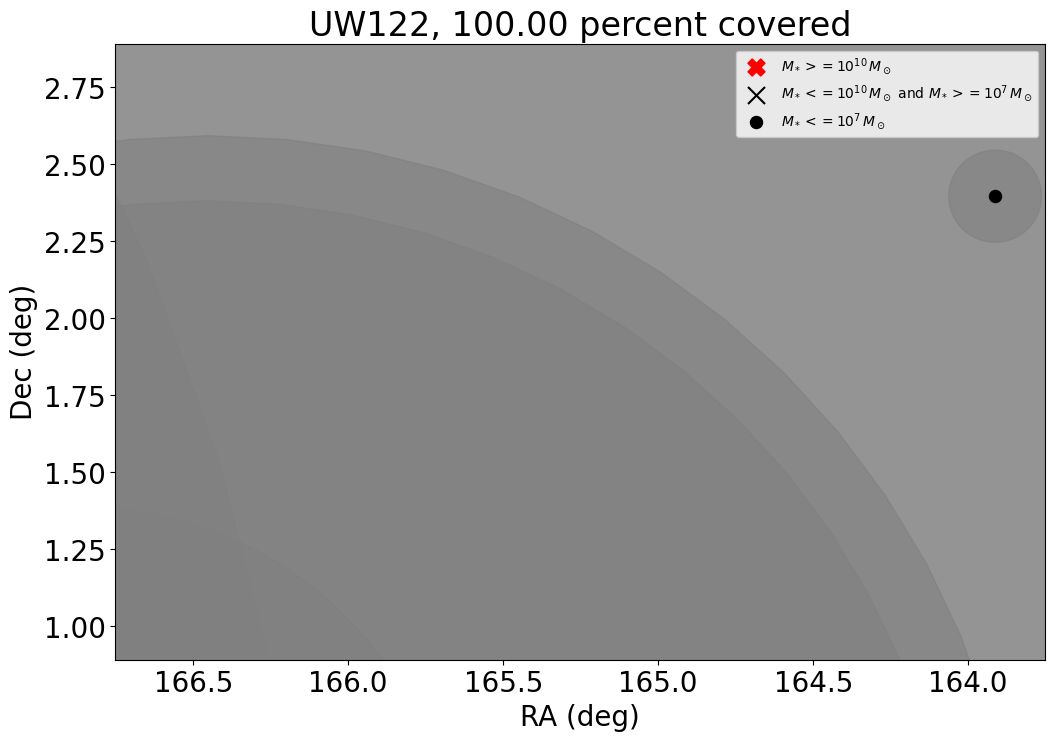 UW122, 100.00 percent covered
M* >= 10^10 M⊙
M* <= 10^10 M⊙ and M* >= 10^7 M⊙
M* <= 10^7 M⊙
2.75
2.50
2.25
2.00
1.75
1.50
1.25
1.00
Dec (deg)
166.5 166.0 165.5 165.0 164.5 164.0
RA (deg)